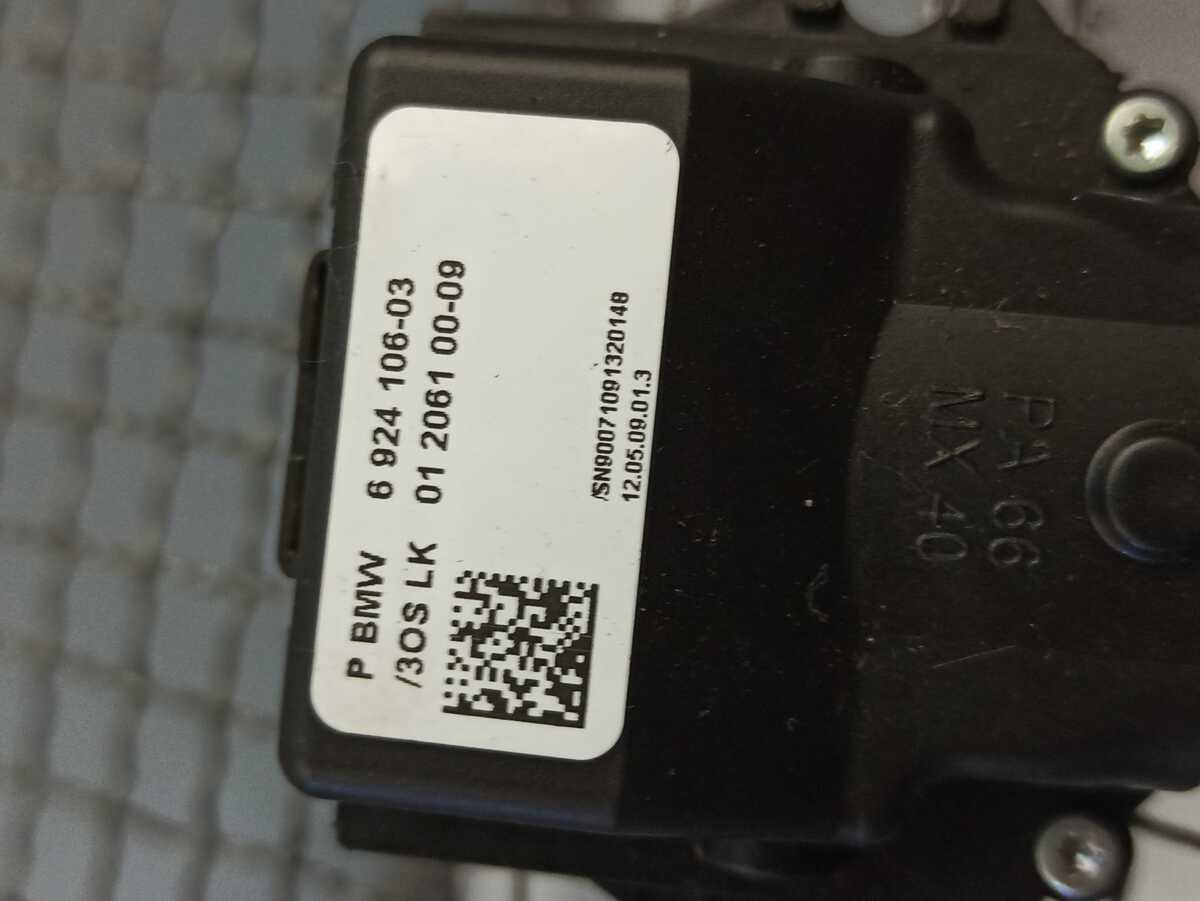 P BMW 6 924 106-03
/3OS LK 01 2061 00-09
/SN90071091320148
12.05.09.01.3
PA 66
MX 40